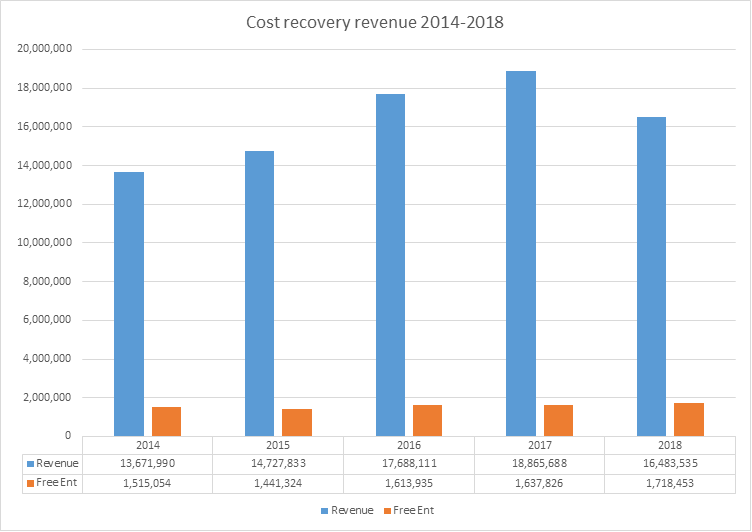 Cost recovery revenue 2014-2018
20,000,000
18,000,000
16,000,000
14,000,000
12,000,000
10,000,000
8,000,000
6,000,000
4,000,000
2,000,000
0
2014 2015 2016 2017 2018
Revenue 13,671,990 14,727,833 17,688,111 18,865,688 16,483,535
Free Ent 1,515,054 1,441,324 1,613,935 1,637,826 1,718,453
Revenue Free Ent